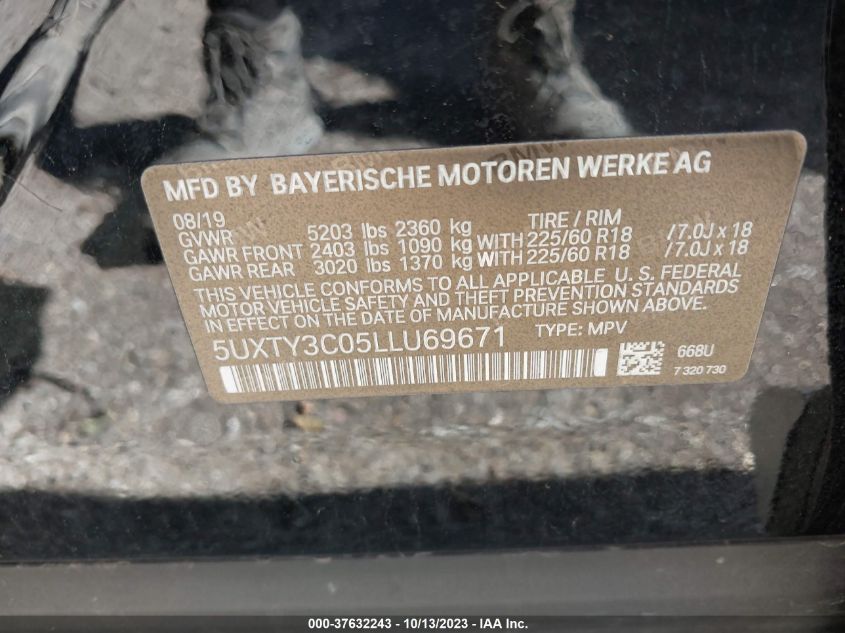 MFD BY BAYERISCHE MOTOREN WERKE AG
08/19 TIRE / RIM
GVWR 5203 lbs 2360 kg
GAWR FRONT 2403 lbs 1090 kg WITH 225/60 R18 /7.0J x 18
GAWR REAR 3020 lbs 1370 kg WITH 225/60 R18 /7.0J x 18
THIS VEHICLE CONFORMS TO ALL APPLICABLE U. S. FEDERAL
MOTOR VEHICLE SAFETY AND THEFT PREVENTION STANDARDS
IN EFFECT ON THE DATE OF MANUFACTURE SHOWN ABOVE.
5UXTY3C05LLU69671 TYPE: MPV
668U
7 320 730
000-37632243 - 10/13/2023 - IAA Inc.